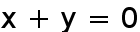 x + y = 0